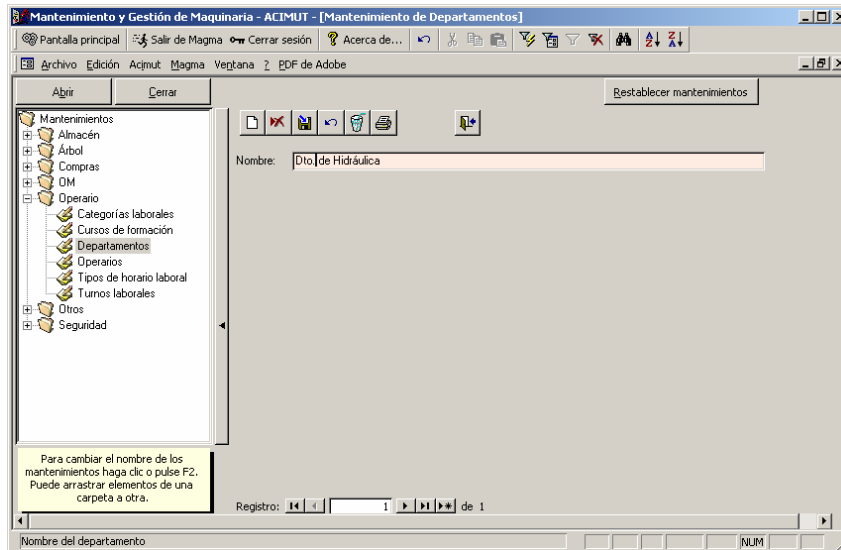 Mantenimiento y Gestión de Maquinaria - ACIMUT - [Mantenimiento de Departamentos]
Pantalla principal Salir de Magma Cerrar sesión Acerca de...
Archivo Edición Acimut Magma Ventana ? PDF de Adobe
Abrir Cerrar Restablecer mantenimientos
Mantenimientos
Almacén
Árbol
Compras
OM
Operario
Categorías laborales
Cursos de formación
Departamentos
Operarios
Tipos de horario laboral
Turnos laborales
Otros
Seguridad
Nombre: Dto. de Hidráulica
Para cambiar el nombre de los
mantenimientos haga clic o pulse F2.
Puede arrastrar elementos de una
carpeta a otra.
Registro: 1 de 1
Nombre del departamento NUM